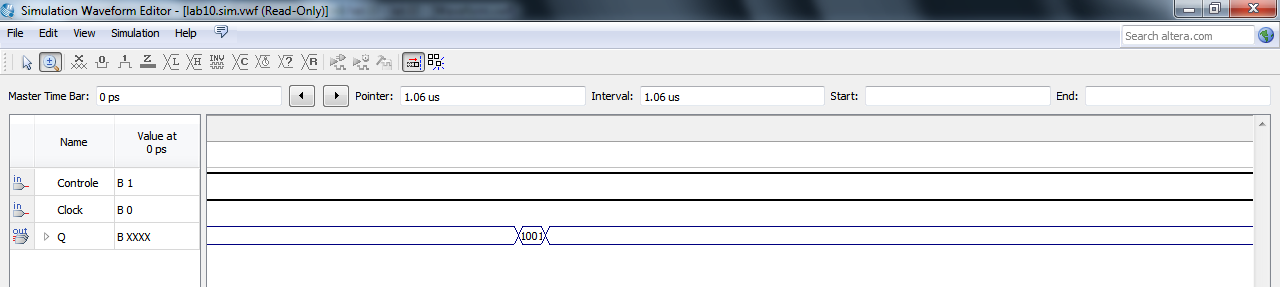 Simulation Waveform Editor - [lab10.sim.vwf (Read-Only)]
File Edit View Simulation Help
Search altera.com
Master Time Bar: 0 ps Pointer: 1.06 us Interval: 1.06 us Start: End:
Name Value at
0 ps
in Controle B 1
in Clock B 0
out Q B XXXX
1001